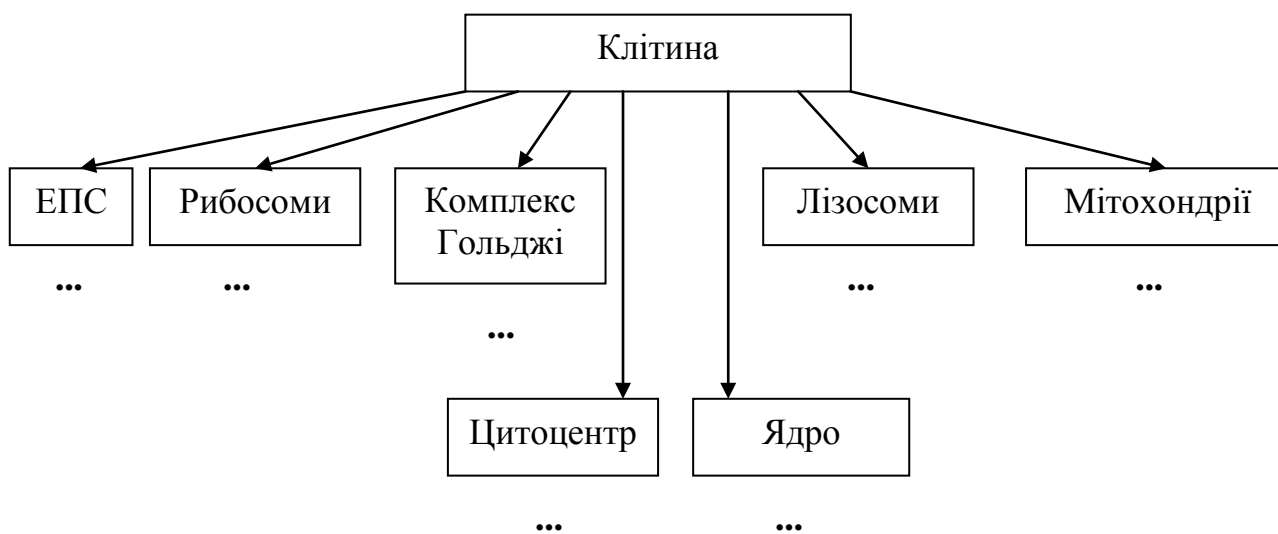 Клітина
ЕПС
Рибосоми
Комплекс
Гольджі
Лізосоми
Мітохондрії
...
...
...
...
...
Цитоцентр
Ядро
...
...